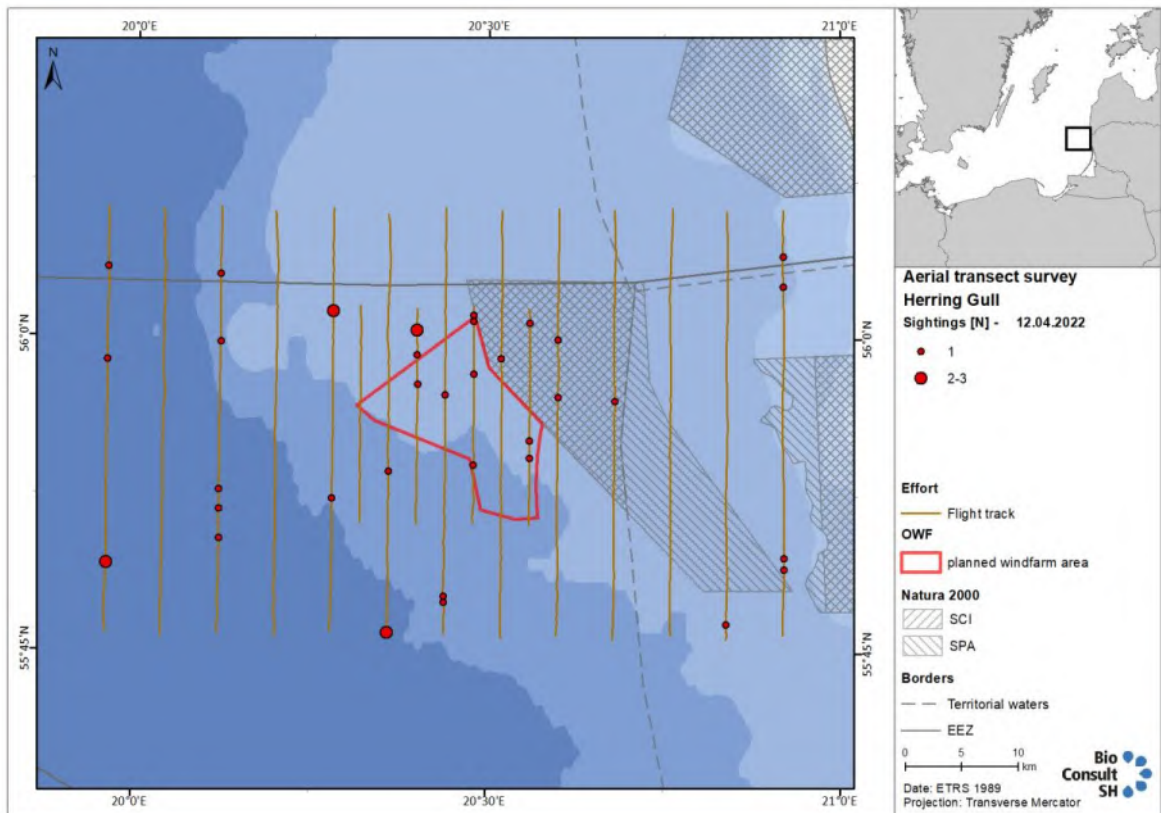 20°0'E
20°30'E
21°0'E
N
56°0'N
56°0'N
55°45'N
55°45'N
20°0'E
20°30'E
21°0'E
Aerial transect survey
Herring Gull
Sightings [N] - 12.04.2022
1
2-3
Effort
Flight track
OWF
planned windfarm area
Natura 2000
SCI
SPA
Borders
Territorial waters
EEZ
0 5 10
km
Date: ETRS 1989
Projection: Transverse Mercator
Bio
Consult
SH